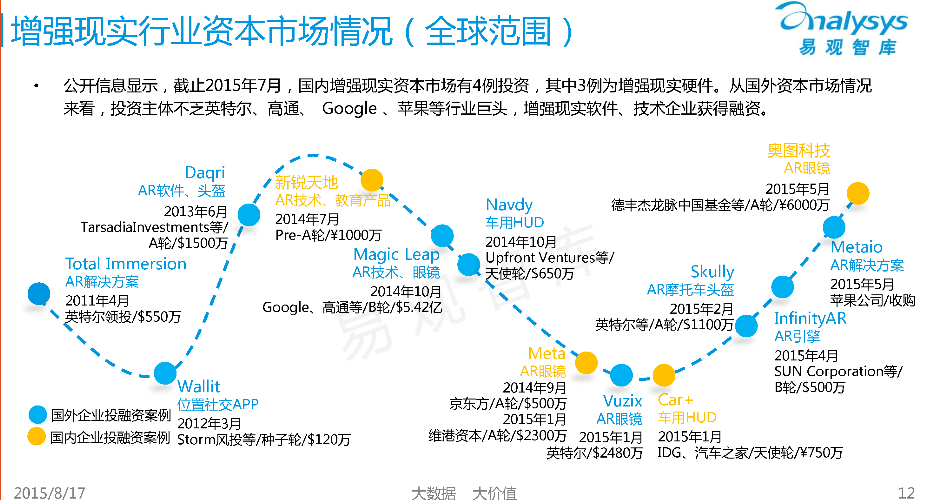 增强现实行业资本市场情况（全球范围）
analysys
易观智库
• 公开信息显示，截止2015年7月，国内增强现实资本市场有4例投资，其中3例为增强现实硬件。从国外资本市场情况
来看，投资主体不乏英特尔、高通、 Google 、苹果等行业巨头，增强现实软件、技术企业获得融资。
Total Immersion
AR解决方案
2011年4月
英特尔领投/$550万
Wallit
位置社交APP
2012年3月
Storm风投等/种子轮/$120万
Daqri
AR软件、头盔
2013年6月
TarsadiaInvestments等/
A轮/$1500万
新锐天地
AR技术、教育产品
2014年7月
Pre-A轮/¥1000万
Magic Leap
AR技术、眼镜
2014年10月
Google、高通等/B轮/$5.42亿
Navdy
车用HUD
2014年10月
Upfront Ventures等/
天使轮/$650万
Meta
AR眼镜
2014年9月
京东方/A轮/$500万
2015年1月
维港资本/A轮/$2300万
Vuzix
AR眼镜
2015年1月
英特尔/$2480万
Car+
车用HUD
2015年1月
IDG、汽车之家/天使轮/¥750万
Skully
AR摩托车头盔
2015年2月
英特尔等/A轮/$1100万
InfinityAR
AR引擎
2015年4月
SUN Corporation等/
B轮/$500万
Metaio
AR解决方案
2015年5月
苹果公司/收购
奥图科技
AR眼镜
2015年5月
德丰杰龙脉中国基金等/A轮/¥6000万
国外企业投融资案例
国内企业投融资案例
易观智库
2015/8/17
大数据 大价值
12